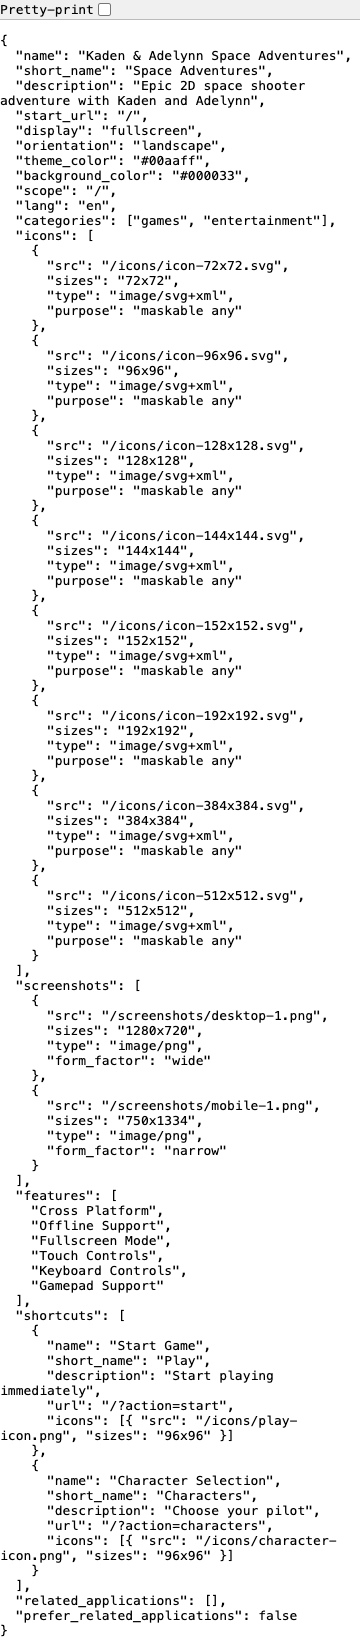 Pretty-print
{
  "name": "Kaden & Adelynn Space Adventures",
  "short_name": "Space Adventures",
  "description": "Epic 2D space shooter
adventure with Kaden and Adelynn",
  "start_url": "/",
  "display": "fullscreen",
  "orientation": "landscape",
  "theme_color": "#00aaff",
  "background_color": "#000033",
  "scope": "/",
  "lang": "en",
  "categories": ["games", "entertainment"],
  "icons": [
    {
      "src": "/icons/icon-72x72.svg",
      "sizes": "72x72",
      "type": "image/svg+xml",
      "purpose": "maskable any"
    },
    {
      "src": "/icons/icon-96x96.svg",
      "sizes": "96x96",
      "type": "image/svg+xml",
      "purpose": "maskable any"
    },
    {
      "src": "/icons/icon-128x128.svg",
      "sizes": "128x128",
      "type": "image/svg+xml",
      "purpose": "maskable any"
    },
    {
      "src": "/icons/icon-144x144.svg",
      "sizes": "144x144",
      "type": "image/svg+xml",
      "purpose": "maskable any"
    },
    {
      "src": "/icons/icon-152x152.svg",
      "sizes": "152x152",
      "type": "image/svg+xml",
      "purpose": "maskable any"
    },
    {
      "src": "/icons/icon-192x192.svg",
      "sizes": "192x192",
      "type": "image/svg+xml",
      "purpose": "maskable any"
    },
    {
      "src": "/icons/icon-384x384.svg",
      "sizes": "384x384",
      "type": "image/svg+xml",
      "purpose": "maskable any"
    },
    {
      "src": "/icons/icon-512x512.svg",
      "sizes": "512x512",
      "type": "image/svg+xml",
      "purpose": "maskable any"
    }
  ],
  "screenshots": [
    {
      "src": "/screenshots/desktop-1.png",
      "sizes": "1280x720",
      "type": "image/png",
      "form_factor": "wide"
    },
    {
      "src": "/screenshots/mobile-1.png",
      "sizes": "750x1334",
      "type": "image/png",
      "form_factor": "narrow"
    }
  ],
  "features": [
    "Cross Platform",
    "Offline Support",
    "Fullscreen Mode",
    "Touch Controls",
    "Keyboard Controls",
    "Gamepad Support"
  ],
  "shortcuts": [
    {
      "name": "Start Game",
      "short_name": "Play",
      "description": "Start playing
immediately",
      "url": "/?action=start",
      "icons": [{ "src": "/icons/play-
icon.png", "sizes": "96x96" }]
    },
    {
      "name": "Character Selection",
      "short_name": "Characters",
      "description": "Choose your pilot",
      "url": "/?action=characters",
      "icons": [{ "src": "/icons/character-
icon.png", "sizes": "96x96" }]
    }
  ],
  "related_applications": [],
  "prefer_related_applications": false
}